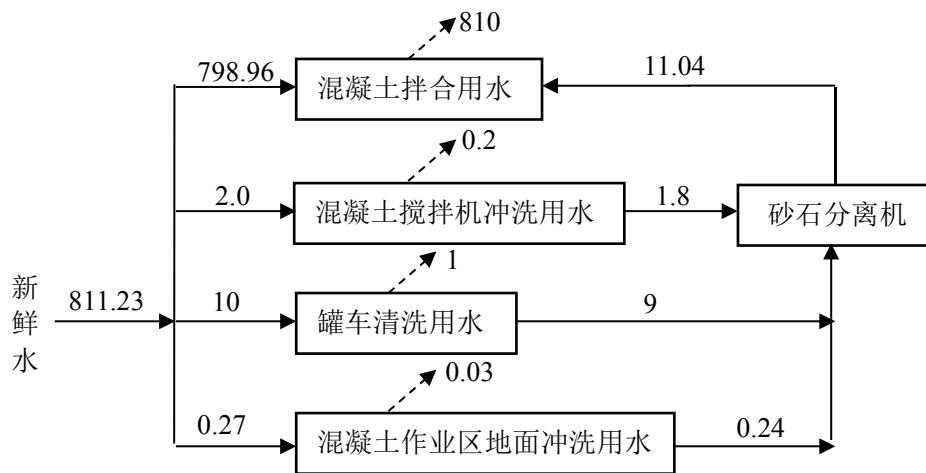 810
798.96
混凝土拌合用水
11.04
0.2
2.0
混凝土搅拌机冲洗用水
1.8
砂石分离机
1
新鲜水
811.23
10
罐车清洗用水
9
0.03
0.27
混凝土作业区地面冲洗用水
0.24